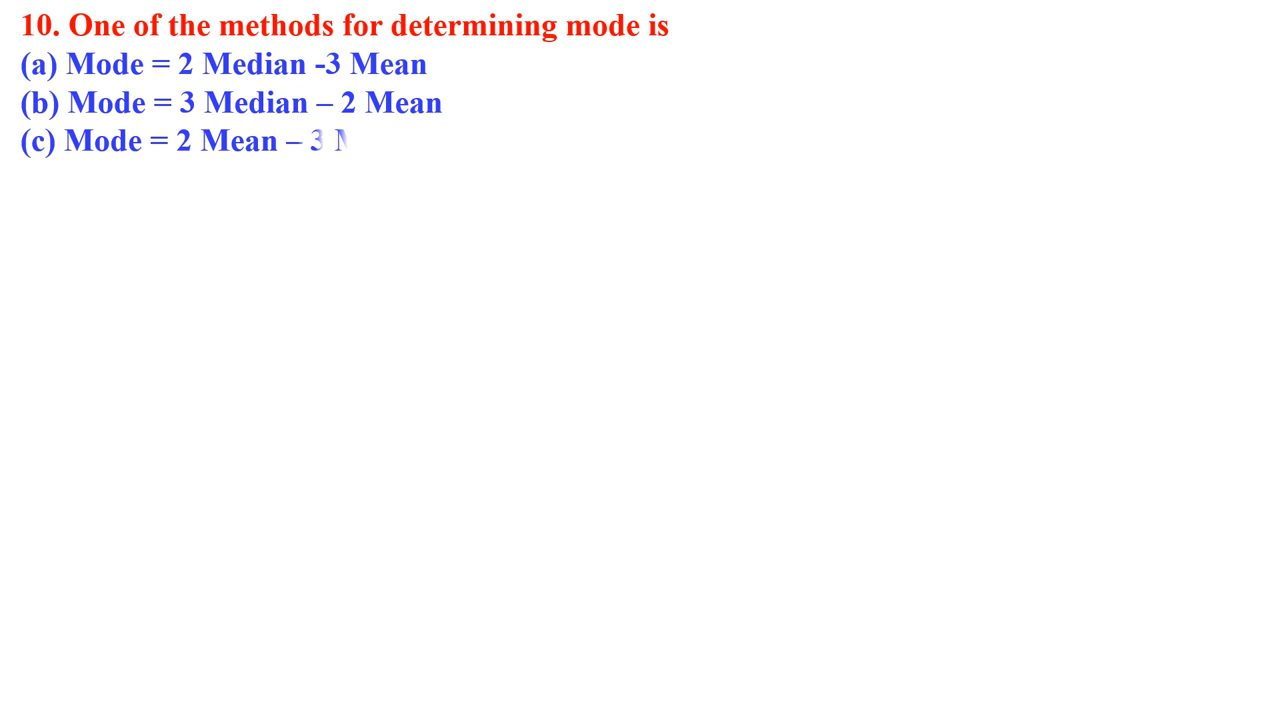 10. One of the methods for determining mode is
(a) Mode = 2 Median -3 Mean
(b) Mode = 3 Median – 2 Mean
(c) Mode = 2 Mean – 3